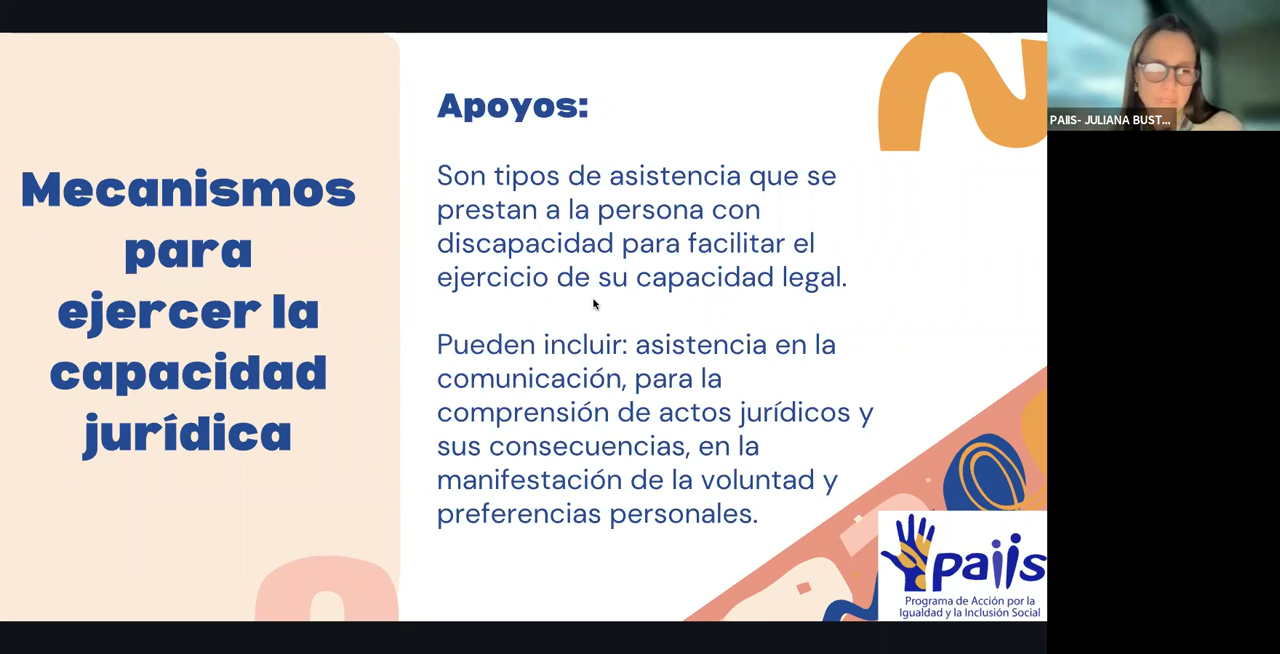 Mecanismos
para
ejercer la
capacidad
jurídica
Apoyos:
Son tipos de asistencia que se
prestan a la persona con
discapacidad para facilitar el
ejercicio de su capacidad legal.
Pueden incluir: asistencia en la
comunicación, para la
comprensión de actos jurídicos y
sus consecuencias, en la
manifestación de la voluntad y
preferencias personales.
paiis
Programa de Acción por la
Igualdad y la Inclusión Social
PAIIS- JULIANA BUST...